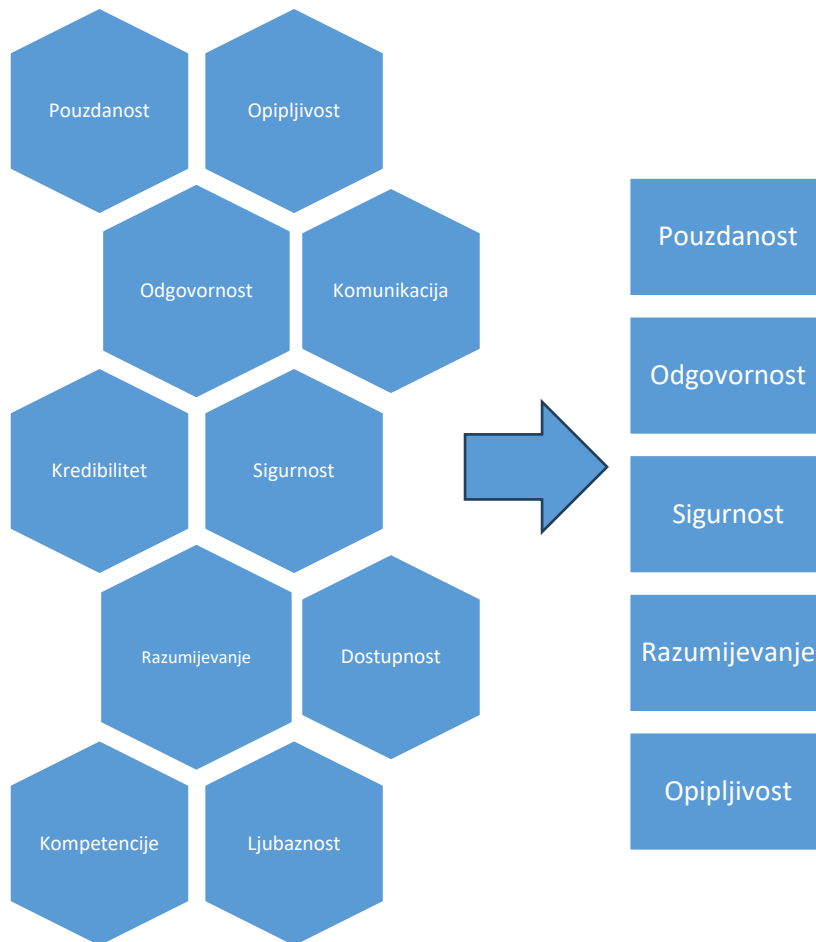 Pouzdanost
Opipljivost
Odgovornost
Komunikacija
Kredibilitet
Sigurnost
Razumijevanje
Dostupnost
Kompetencije
Ljubaznost
Pouzdanost
Odgovornost
Sigurnost
Razumijevanje
Opipljivost